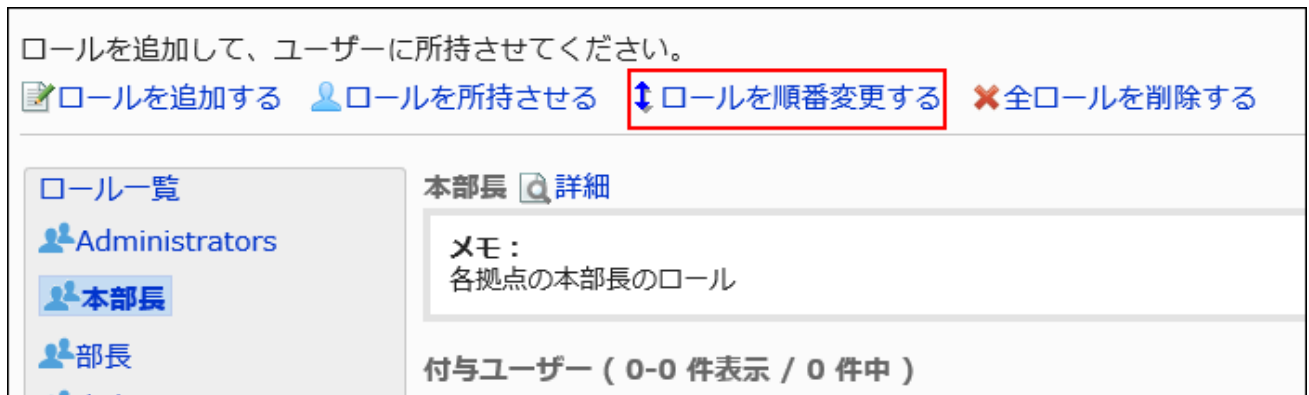 ロールを追加して、ユーザーに所持させてください。
ロールを追加する ロールを所持させる ロールを順番変更する 全ロールを削除する
ロール一覧
Administrators
本部長
部長
本部長 詳細
メモ：
各拠点の本部長のロール
付与ユーザー ( 0-0 件表示 / 0 件中 )